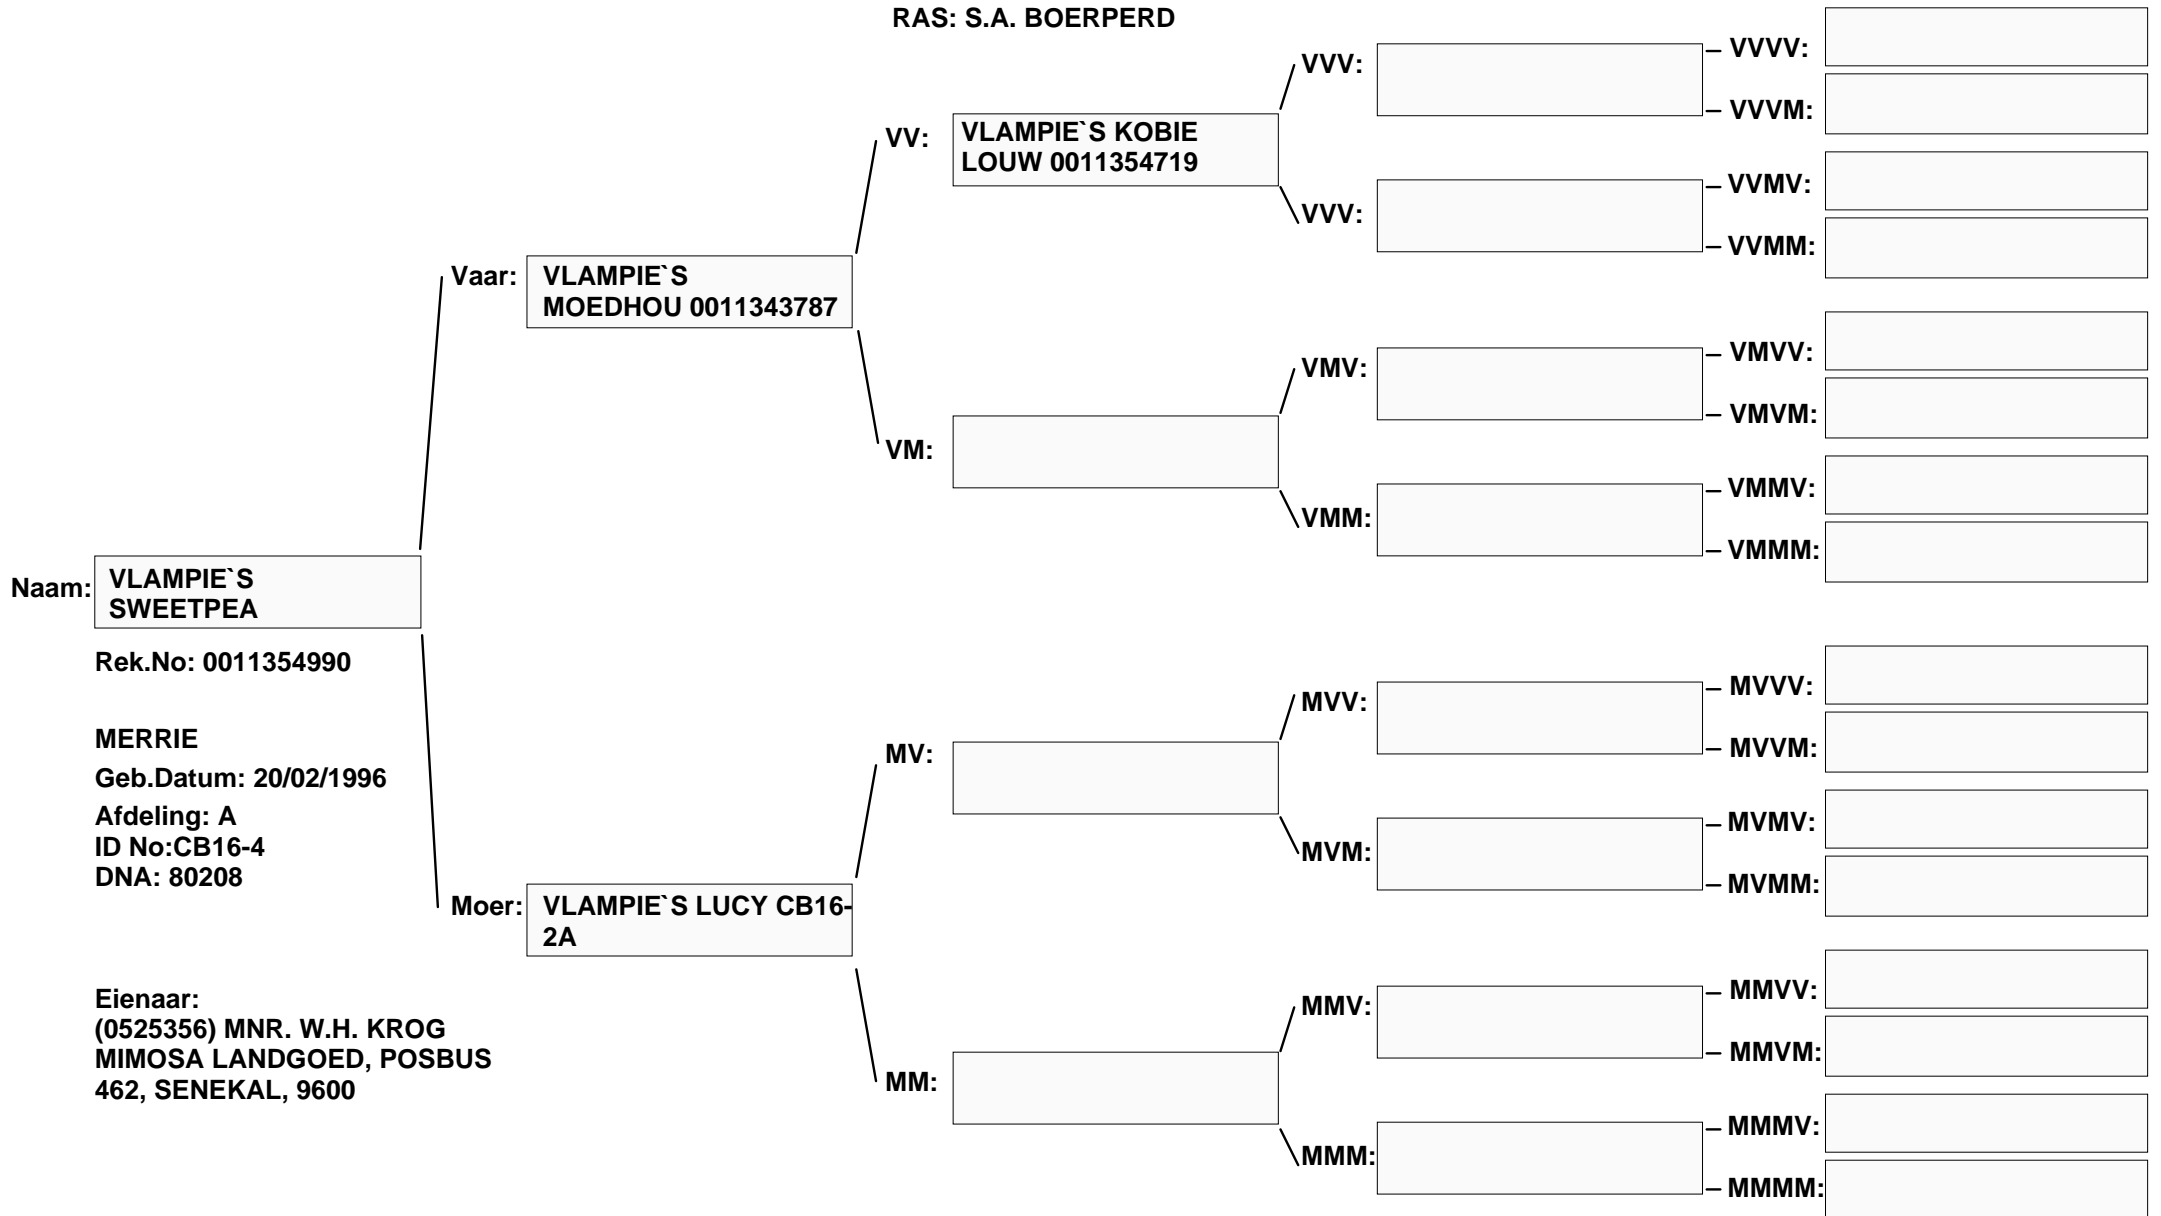 RAS: S.A. BOERPERD
Naam:
VLAMPIE`S
SWEETPEA
Rek.No: 0011354990
MERRIE
Geb.Datum: 20/02/1996
Afdeling: A
ID No:CB16-4
DNA: 80208
Eienaar:
(0525356) MNR. W.H. KROG
MIMOSA LANDGOED, POSBUS
462, SENEKAL, 9600
Vaar:
VLAMPIE`S
MOEDHOU 0011343787
Moer:
VLAMPIE`S LUCY CB16-
2A
VV:
VLAMPIE`S KOBIE
LOUW 0011354719
VM:
MV:
MM:
VVV:
VVV:
VMV:
VMM:
MVV:
MVM:
MMV:
MMM:
– VVVV:
– VVVM:
– VVMV:
– VVMM:
– VMVV:
– VMVM:
– VMMV:
– VMMM:
– MVVV:
– MVVM:
– MVMV:
– MVMM:
– MMVV:
– MMVM:
– MMMV:
– MMMM: